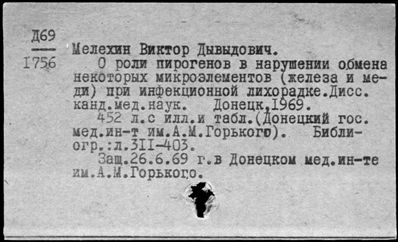 Д69
1756
Мелехин Виктор Дывыдович.
О роли пирогенов в нарушении обмена
некоторых микроэлементов (железа и ме-
ди) при инфекционной лихорадке.Дисс.
канд.мед.наук. Донецк,1969.
452 л.с илл.и табл.(Донецкий гос.
мед.ин-т им.А.М.Горького). Библи-
огр.:л.311-403.
Защ.26.6.69 г.в Донецком мед.ин-те
им.А.М.Горького.